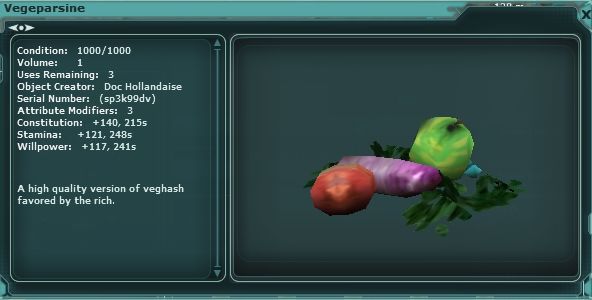 Vegeparsine
X
Condition: 1000/1000
Volume: 1
Uses Remaining: 3
Object Creator: Doc Hollandaise
Serial Number: (sp3k99dv)
Attribute Modifiers: 3
Constitution: +140, 215s
Stamina: +121, 248s
Willpower: +117, 241s
A high quality version of veghash
favored by the rich.